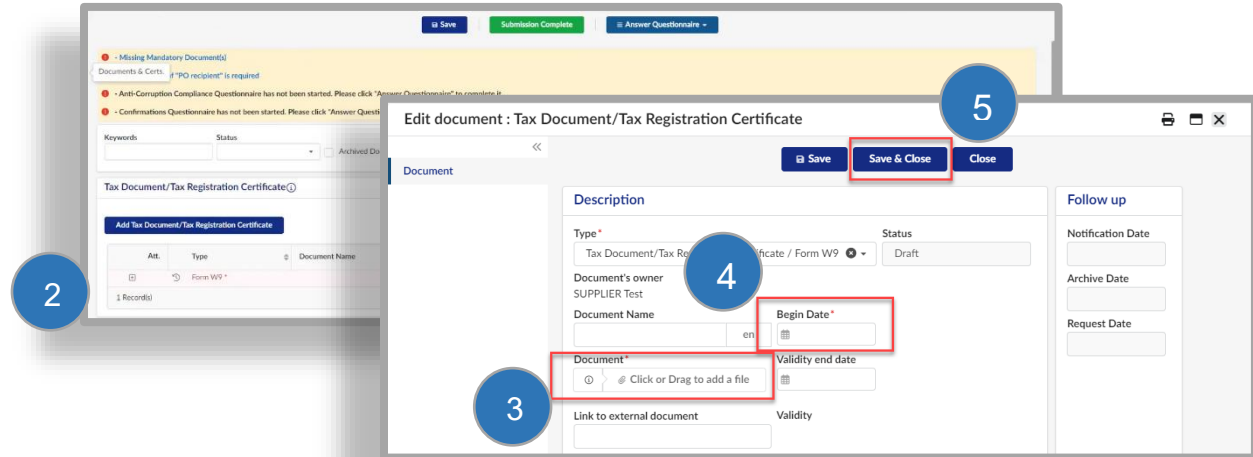 Save Submission Complete Answer Questionnaire
- Missing Mandatory Document(s)
Documents & Certs. "PO recipient" is required
- Anti-Corruption Compliance Questionnaire has not been started. Please click "Answer Questionnaire" to complete it
- Confirmations Questionnaire has not been started. Please click "Answer
Keywords Status
Archived
Tax Document/Tax Registration Certificate
Add Tax Document/Tax Registration Certificate
Att. Type Document Name
Form W9 *
1 Record(s)
2
Edit document : Tax Document/Tax Registration Certificate
5
Save Save & Close Close
Document
Description
Type*
Status
Tax Document/Tax / Form W9
Draft
4
Document's owner
SUPPLIER Test
Document Name
Begin Date*
en
Document*
Validity end date
Click or Drag to add a file
3
Link to external document
Validity
Follow up
Notification Date
Archive Date
Request Date